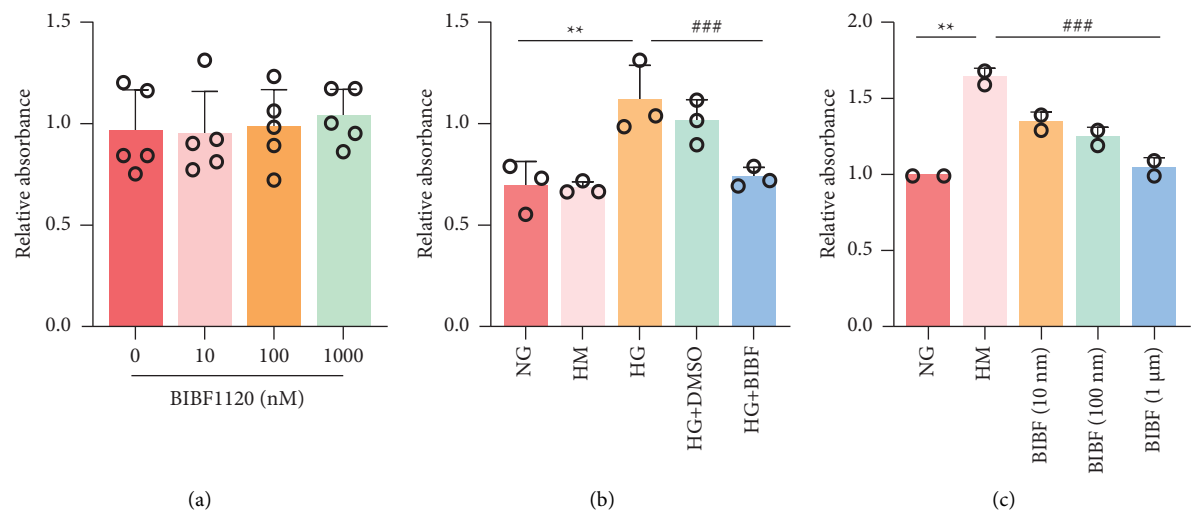 Relative absorbance
1.5
1.0
0.5
0.0
0 10 100 1000
BIBF1120 (nM)
(a)
Relative absorbance
1.5
1.0
0.5
0.0
** ###
NG HM HG HG+DMSO HG+BIBF
(b)
Relative absorbance
2.0
1.5
1.0
0.5
0.0
** ###
NG HM BIBF (10 nm) BIBF (100 nm) BIBF (1 μm)
(c)